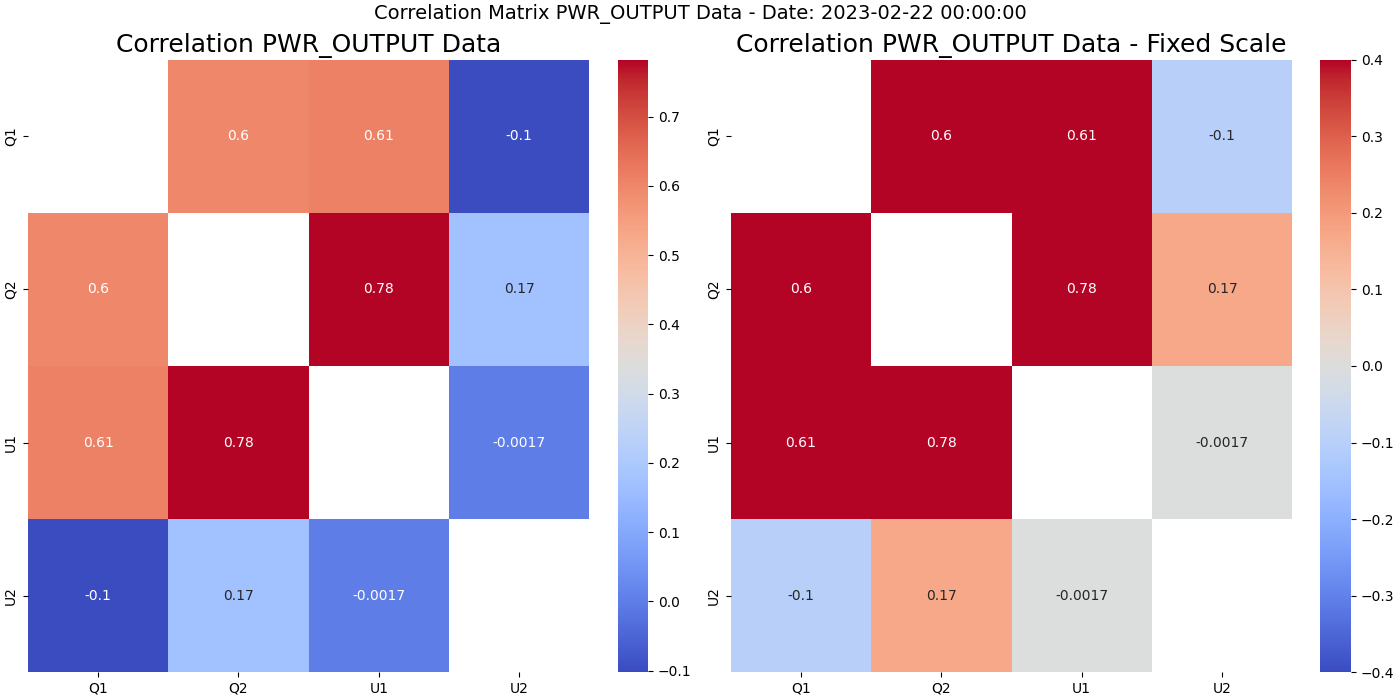 Correlation Matrix PWR_OUTPUT Data - Date: 2023-02-22 00:00:00
Correlation PWR_OUTPUT Data
Q1
0.6
0.61
-0.1
Q2
0.6
0.78
0.17
U1
0.61
0.78
-0.0017
U2
-0.1
0.17
-0.0017
Q1
Q2
U1
U2
0.7
0.6
0.5
0.4
0.3
0.2
0.1
0.0
−0.1
Correlation PWR_OUTPUT Data - Fixed Scale
Q1
0.6
0.61
-0.1
Q2
0.6
0.78
0.17
U1
0.61
0.78
-0.0017
U2
-0.1
0.17
-0.0017
Q1
Q2
U1
U2
0.4
0.3
0.2
0.1
0.0
−0.1
−0.2
−0.3
−0.4